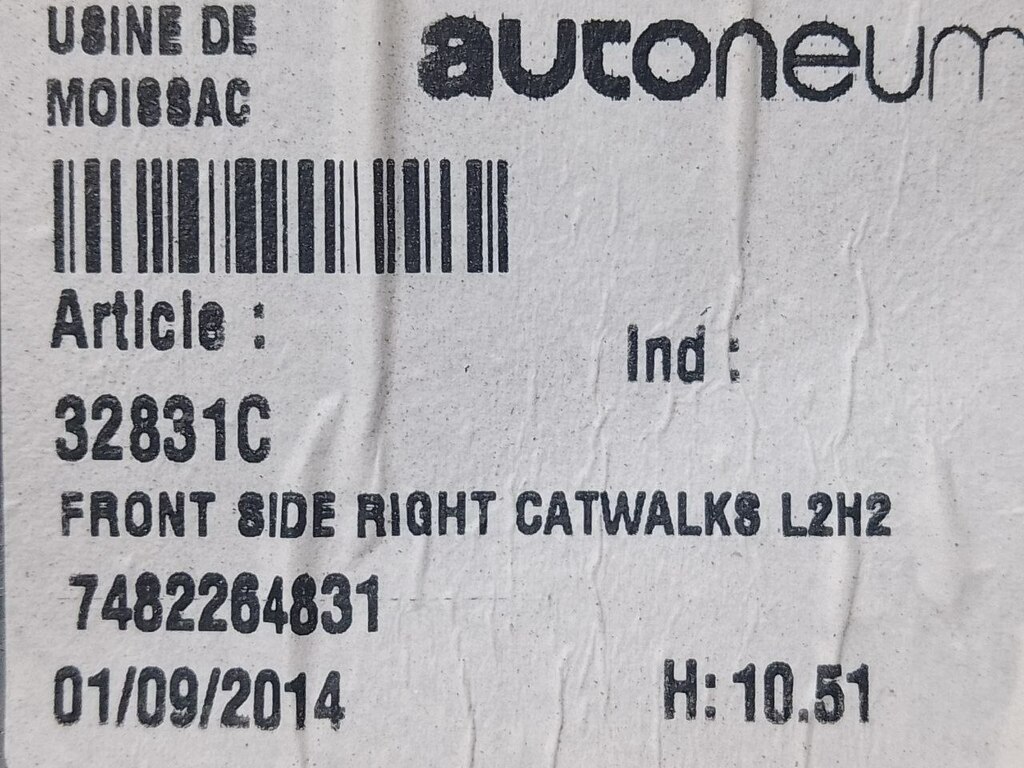 USINE DE
MOISSAC
autoneum
Article :
Ind :
32831C
FRONT SIDE RIGHT CATWALKS L2H2
7482264831
01/09/2014
H: 10.51